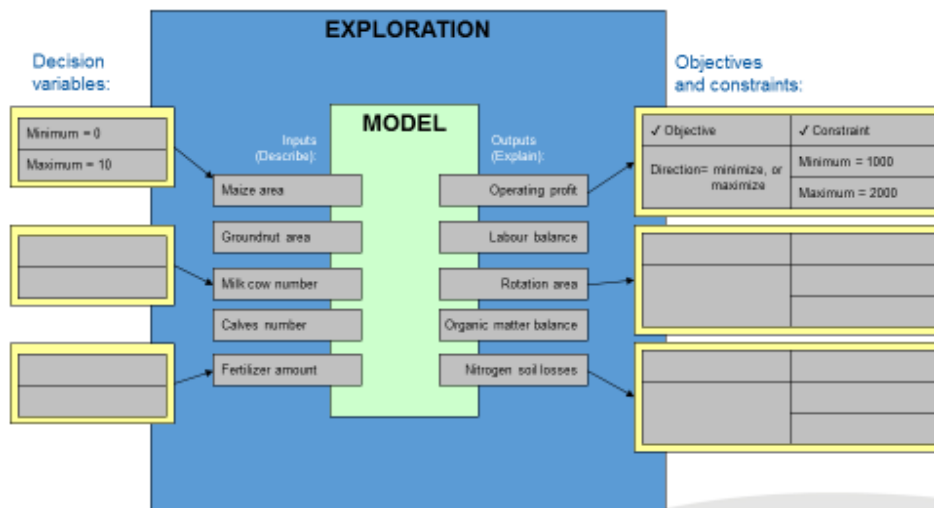 EXPLORATION
Decision
variables:
Objectives
and constraints:
Minimum = 0
Maximum = 10
MODEL
Inputs
(Describe):
Outputs
(Explain):
✓ Objective
✓ Constraint
Direction= minimize, or
maximize
Minimum = 1000
Maximum = 2000
Maize area
Operating profit
Groundnut area
Labour balance
Milk cow number
Rotation area
Calves number
Organic matter balance
Fertilizer amount
Nitrogen soil losses